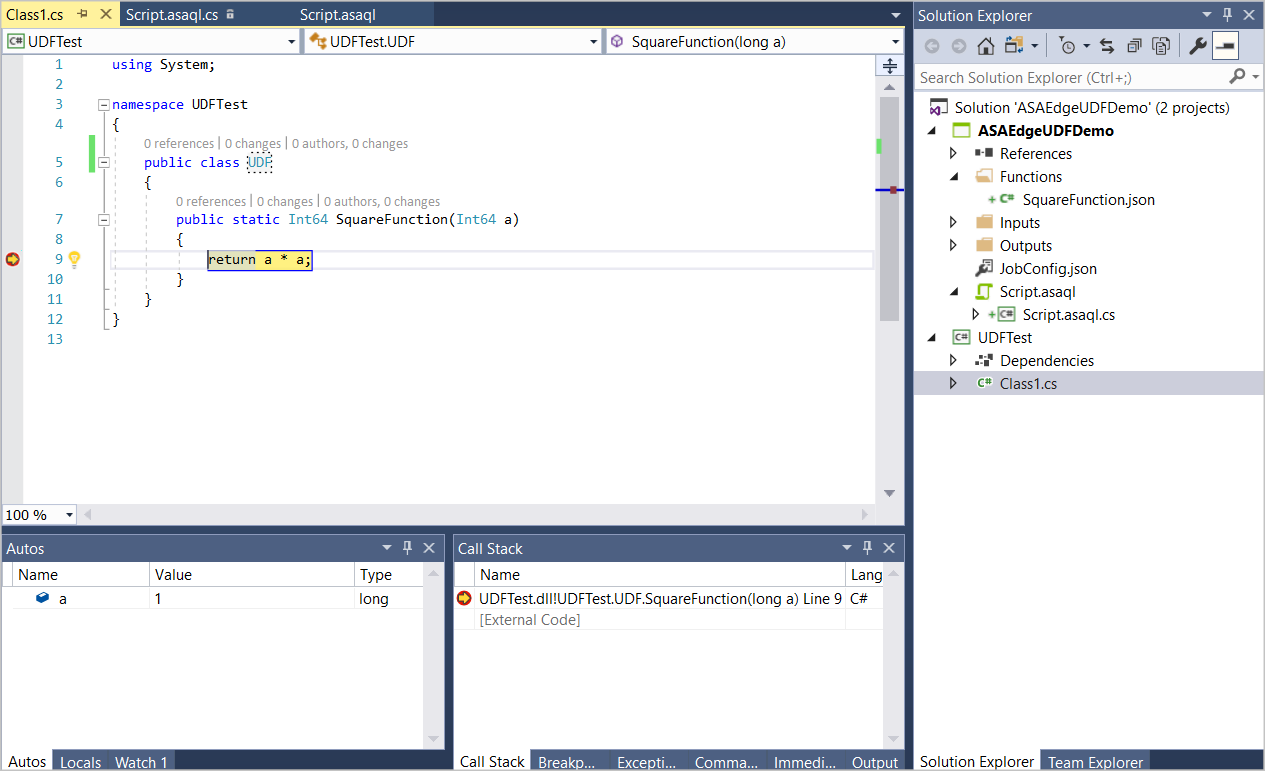 Class1.cs Script.asaql.cs Script.asaql
UDFTest UDFTest.UDF SquareFunction(long a)
1 using System;
2
3 namespace UDFTest
4 {
0 references | 0 changes | 0 authors, 0 changes
5 public class UDF
6 {
0 references | 0 changes | 0 authors, 0 changes
7 public static Int64 SquareFunction(Int64 a)
8 {
9 return a * a;
10 }
11 }
12 }
13
100 %
Autos
Name Value Type
a 1 long
Autos Locals Watch 1
Call Stack
Name Lang
UDFTest.dll!UDFTest.UDF.SquareFunction(long a) Line 9 C#
[External Code]
Call Stack Breakp... Excepti... Comma... Immedi... Output
Solution Explorer
Search Solution Explorer (Ctrl+;)
Solution 'ASAEdgeUDFDemo' (2 projects)
ASAEdgeUDFDemo
References
Functions
C# SquareFunction.json
Inputs
Outputs
JobConfig.json
Script.asaql
C# Script.asaql.cs
C# UDFTest
Dependencies
C# Class1.cs
Solution Explorer Team Explorer